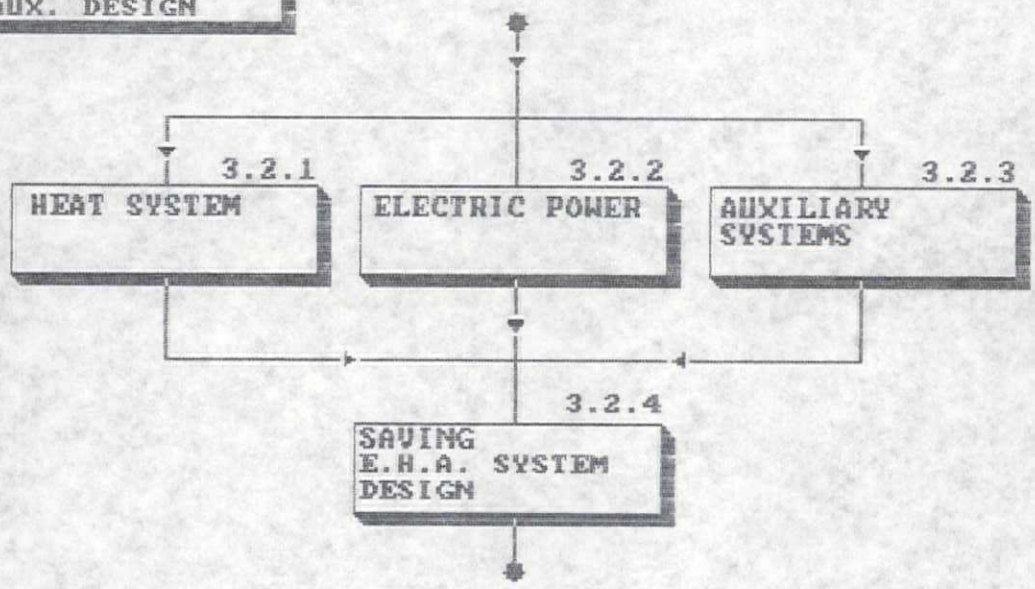 AUX. DESIGN
3.2.1
HEAT SYSTEM
3.2.2
ELECTRIC POWER
3.2.3
AUXILIARY
SYSTEMS
3.2.4
SAVING
E.H.A. SYSTEM
DESIGN